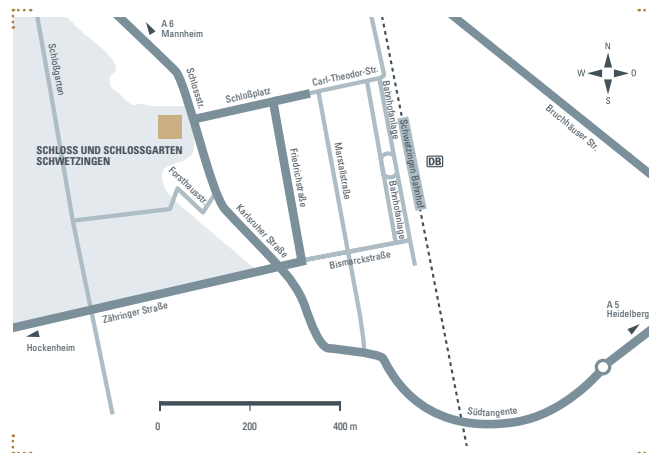 A 6
Mannheim
N
W
O
S
Schloßgarten
Schlossstr.
Schloßplatz
Carl-Theodor-Str.
Bahnhofanlage
Schwetzingen Bahnhof
Bruchhäuser Str.
DB
SCHLOSS UND SCHLOSSGARTEN
SCHWETZINGEN
Forsthausstr.
Friedrichstraße
Marstallstraße
Bahnhofanlage
Karlsruher Straße
Bismarckstraße
Zähringer Straße
Hockenheim
A 5
Heidelberg
Südtangente
0
200
400 m